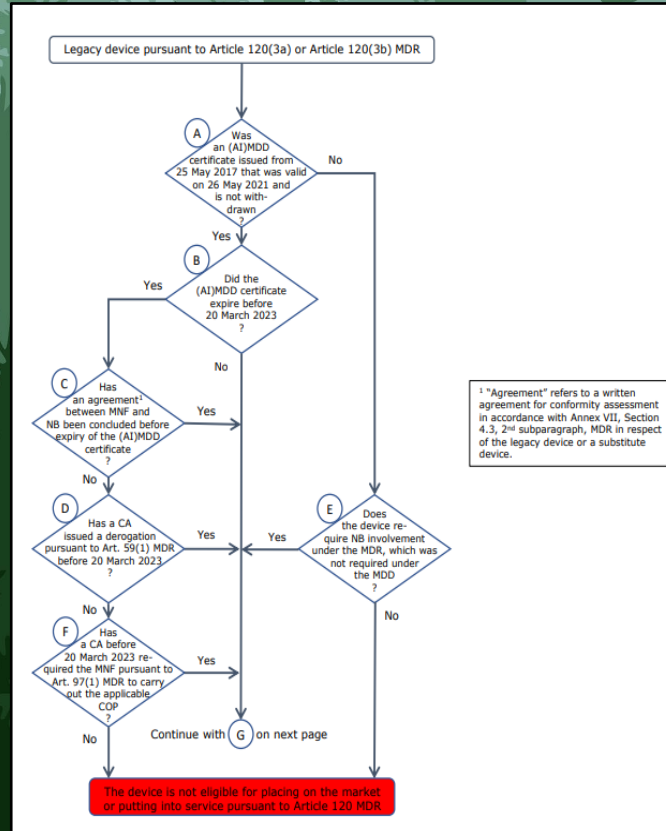 Legacy device pursuant to Article 120(3a) or Article 120(3b) MDR
A
Was
an (AI)MDD
certificate issued from
25 May 2017 that was valid
on 26 May 2021 and
is not with-
drawn
?
No
Yes
B
Did the
(AI)MDD certificate
expire before
20 March 2023
?
Yes
No
C
Has
an agreement¹
between MNF and
NB been concluded before
expiry of the (AI)MDD
certificate
?
Yes
No
¹ "Agreement" refers to a written
agreement for conformity assessment
in accordance with Annex VII, Section
4.3, 2nd subparagraph, MDR in respect
of the legacy device or a substitute
device.
D
Has a CA
issued a derogation
pursuant to Art. 59(1) MDR
before 20 March 2023
?
Yes
No
E
Does
the device re-
quire NB involvement
under the MDR, which was
not required under
the MDD
?
Yes
No
F
Has
a CA before
20 March 2023 re-
quired the MNF pursuant to
Art. 97(1) MDR to carry
out the applicable
COP
?
Yes
No
Continue with G on next page
The device is not eligible for placing on the market
or putting into service pursuant to Article 120 MDR